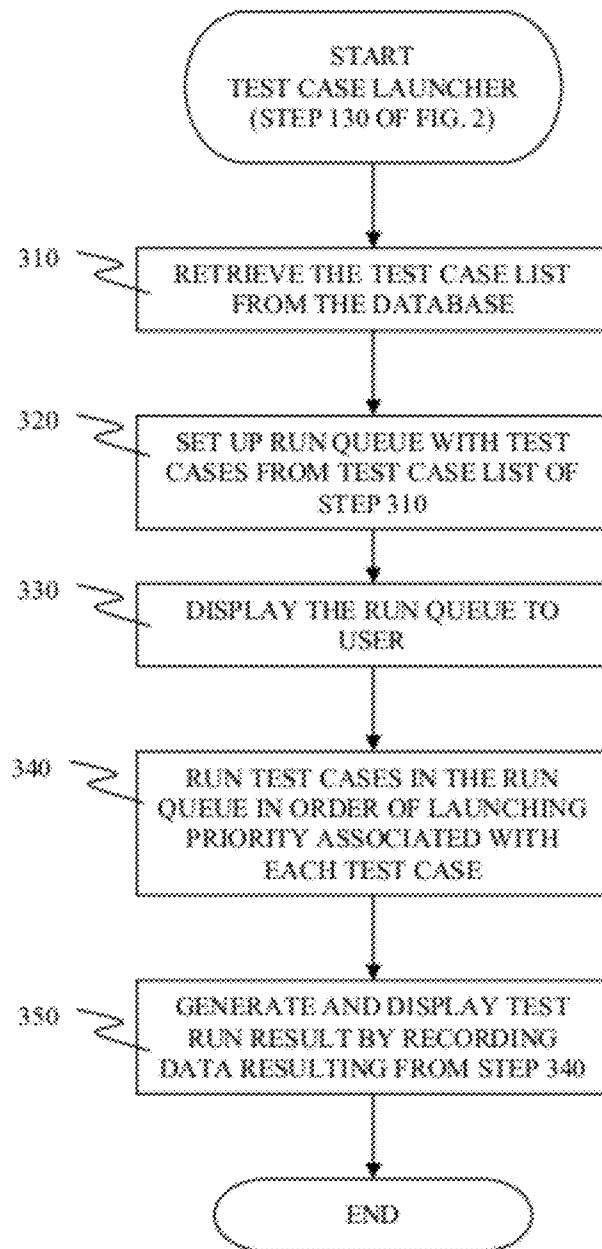 START
TEST CASE LAUNCHER
(STEP 130 OF FIG. 2)
310
RETRIEVE THE TEST CASE LIST
FROM THE DATABASE
320
SET UP RUN QUEUE WITH TEST
CASES FROM TEST CASE LIST OF
STEP 310
330
DISPLAY THE RUN QUEUE TO
USER
340
RUN TEST CASES IN THE RUN
QUEUE IN ORDER OF LAUNCHING
PRIORITY ASSOCIATED WITH
EACH TEST CASE
350
GENERATE AND DISPLAY TEST
RUN RESULT BY RECORDING
DATA RESULTING FROM STEP 340
END